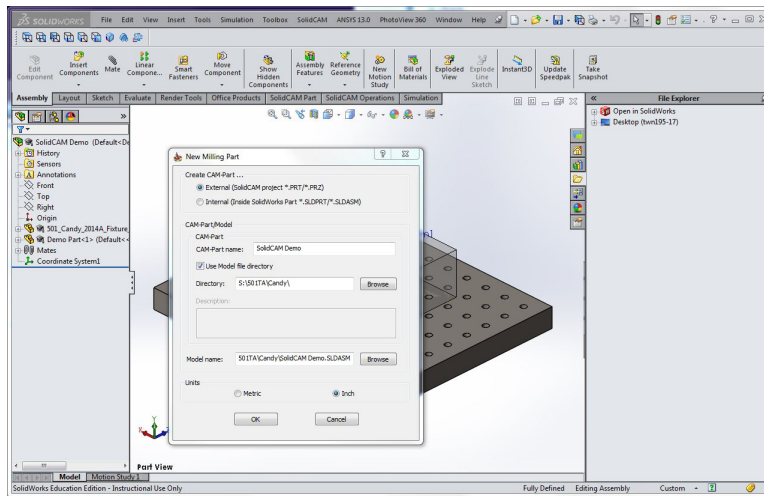 SOLIDWORKS File Edit View Insert Tools Simulation Toolbox SolidCAM ANSYS 13.0 PhotoView 360 Window Help
Edit Component
Insert Components
Mate
Linear Compone...
Smart Fasteners
Move Component
Show Hidden Components
Assembly Features
Reference Geometry
New Motion Study
Bill of Materials
Exploded View
Explode Line Sketch
Instant3D
Update Speedpak
Take Snapshot
Assembly Layout Sketch Evaluate Render Tools Office Products SolidCAM Part SolidCAM Operations Simulation
File Explorer
Open in SolidWorks
Desktop (twn195-17)
SolidCAM Demo (Default<De
History
Sensors
Annotations
Front
Top
Right
Origin
501_Candy_2014A_Fixture_
Demo Part<1> (Default<<
Mates
Coordinate System1
New Milling Part
Create CAM-Part ...
External (SolidCAM project *.PRT/*.PRZ)
Internal (Inside SolidWorks Part *.SLDPRT/*.SLDASM)
CAM-Part/Model
CAM-Part
CAM-Part name: SolidCAM Demo
Use Model file directory
Directory: S:\501TA\Candy\ Browse
Description:
Model name: 501TA\Candy\SolidCAM Demo.SLDASM Browse
Units
Metric Inch
OK Cancel
Y
X
Part View
Model Motion Study 1
SolidWorks Education Edition - Instructional Use Only Fully Defined Editing Assembly Custom